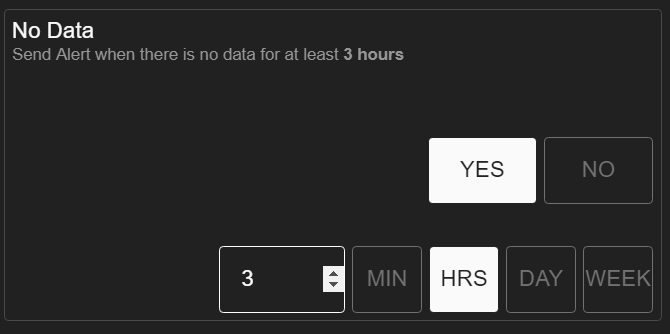 No Data
Send Alert when there is no data for at least 3 hours
YES NO
3 MIN HRS DAY WEEK